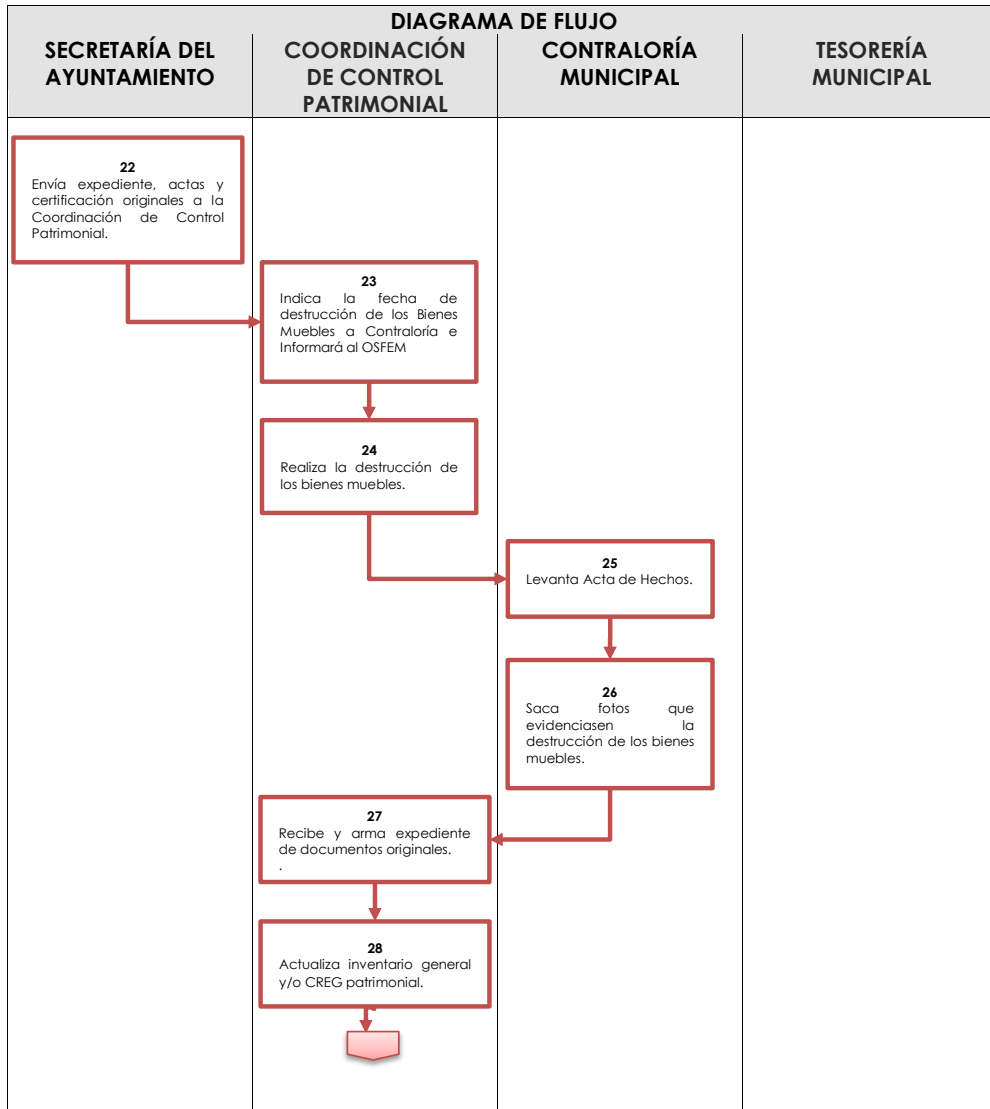 DIAGRAMA DE FLUJO
SECRETARÍA DEL
AYUNTAMIENTO
COORDINACIÓN
DE CONTROL
PATRIMONIAL
CONTRALORÍA
MUNICIPAL
TESORERÍA
MUNICIPAL
22
Envía expediente, actas y
certificación originales a la
Coordinación de Control
Patrimonial.
23
Indica la fecha de
destrucción de los Bienes
Muebles a Contraloría e
Informará al OSFEM
24
Realiza la destrucción de
los bienes muebles.
25
Levanta Acta de Hechos.
26
Saca fotos que
evidenciasen la
destrucción de los bienes
muebles.
27
Recibe y arma expediente
de documentos originales.
.
28
Actualiza inventario general
y/o CREG patrimonial.